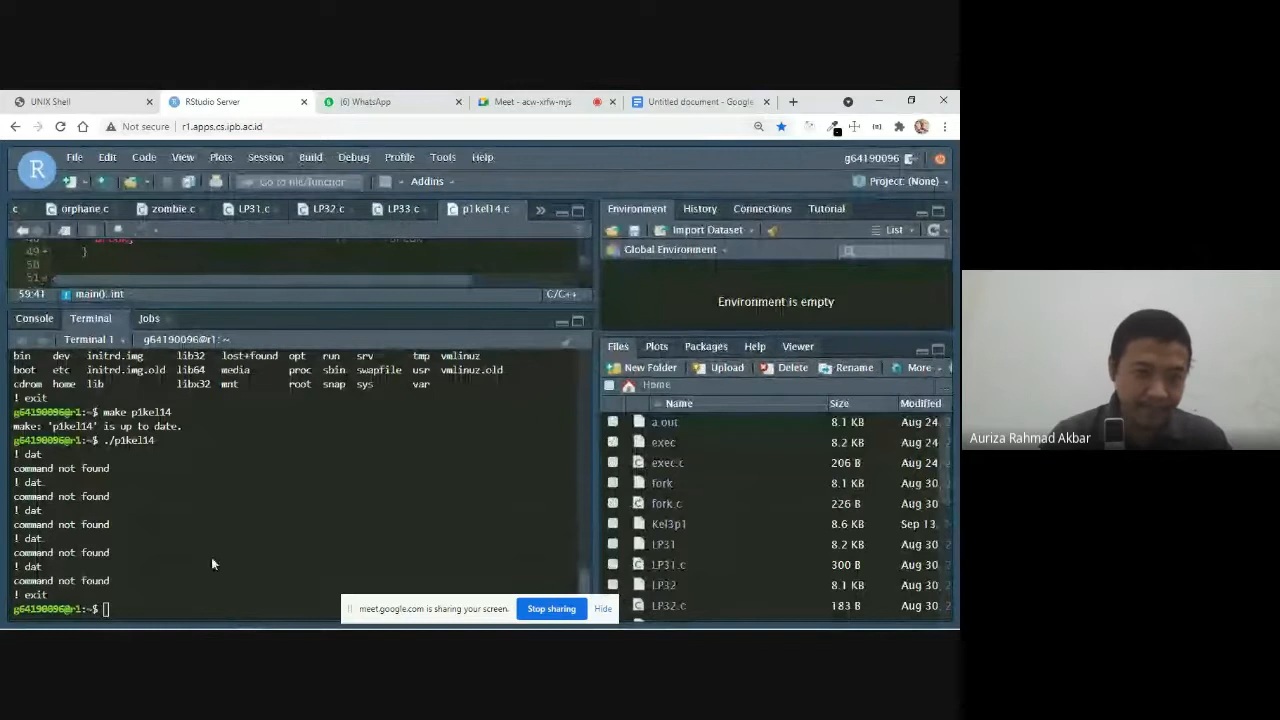 UNIX Shell
RStudio Server
(6) WhatsApp
Meet - acw-xrfw-mjs
Untitled document - Google
Not secure
r1.apps.cs.ipb.ac.id
R
File Edit Code View Plots Session Build Debug Profile Tools Help
g64190096
Go to file/function
Addins
Project: (None)
c
orphane.c
zombie.c
LP31.c
LP32.c
LP33.c
p1kel14.c
49
}
50
51
59:41
main(): int
C/C++
Console Terminal Jobs
Terminal 1
g64190096@r1:~
bin dev initrd.img lib32 lost+found opt run srv tmp vmlinuz
boot etc initrd.img.old lib64 media proc sbin swapfile usr vmlinuz.old
cdrom home lib libx32 mnt root snap sys var
! exit
g64190096@r1:~$ make p1kel14
make: 'p1kel14' is up to date.
g64190096@r1:~$ ./p1kel14
! dat
command not found
! dat
command not found
! dat
command not found
! dat
command not found
! dat
command not found
! exit
g64190096@r1:~$
Environment History Connections Tutorial
Import Dataset
List
Global Environment
Environment is empty
Files Plots Packages Help Viewer
New Folder Upload Delete Rename More
Home
Name Size Modified
a.out 8.1 KB Aug 24,
exec 8.2 KB Aug 24,
exec.c 206 B Aug 24,
fork 8.1 KB Aug 30,
fork.c 226 B Aug 30,
Kel3p1 8.6 KB Sep 13,
LP31 8.2 KB Aug 30,
LP31.c 300 B Aug 30,
LP32 8.1 KB Aug 30,
LP32.c 183 B Aug 30,
meet.google.com is sharing your screen.
Stop sharing
Hide
Auriza Rahmad Akbar